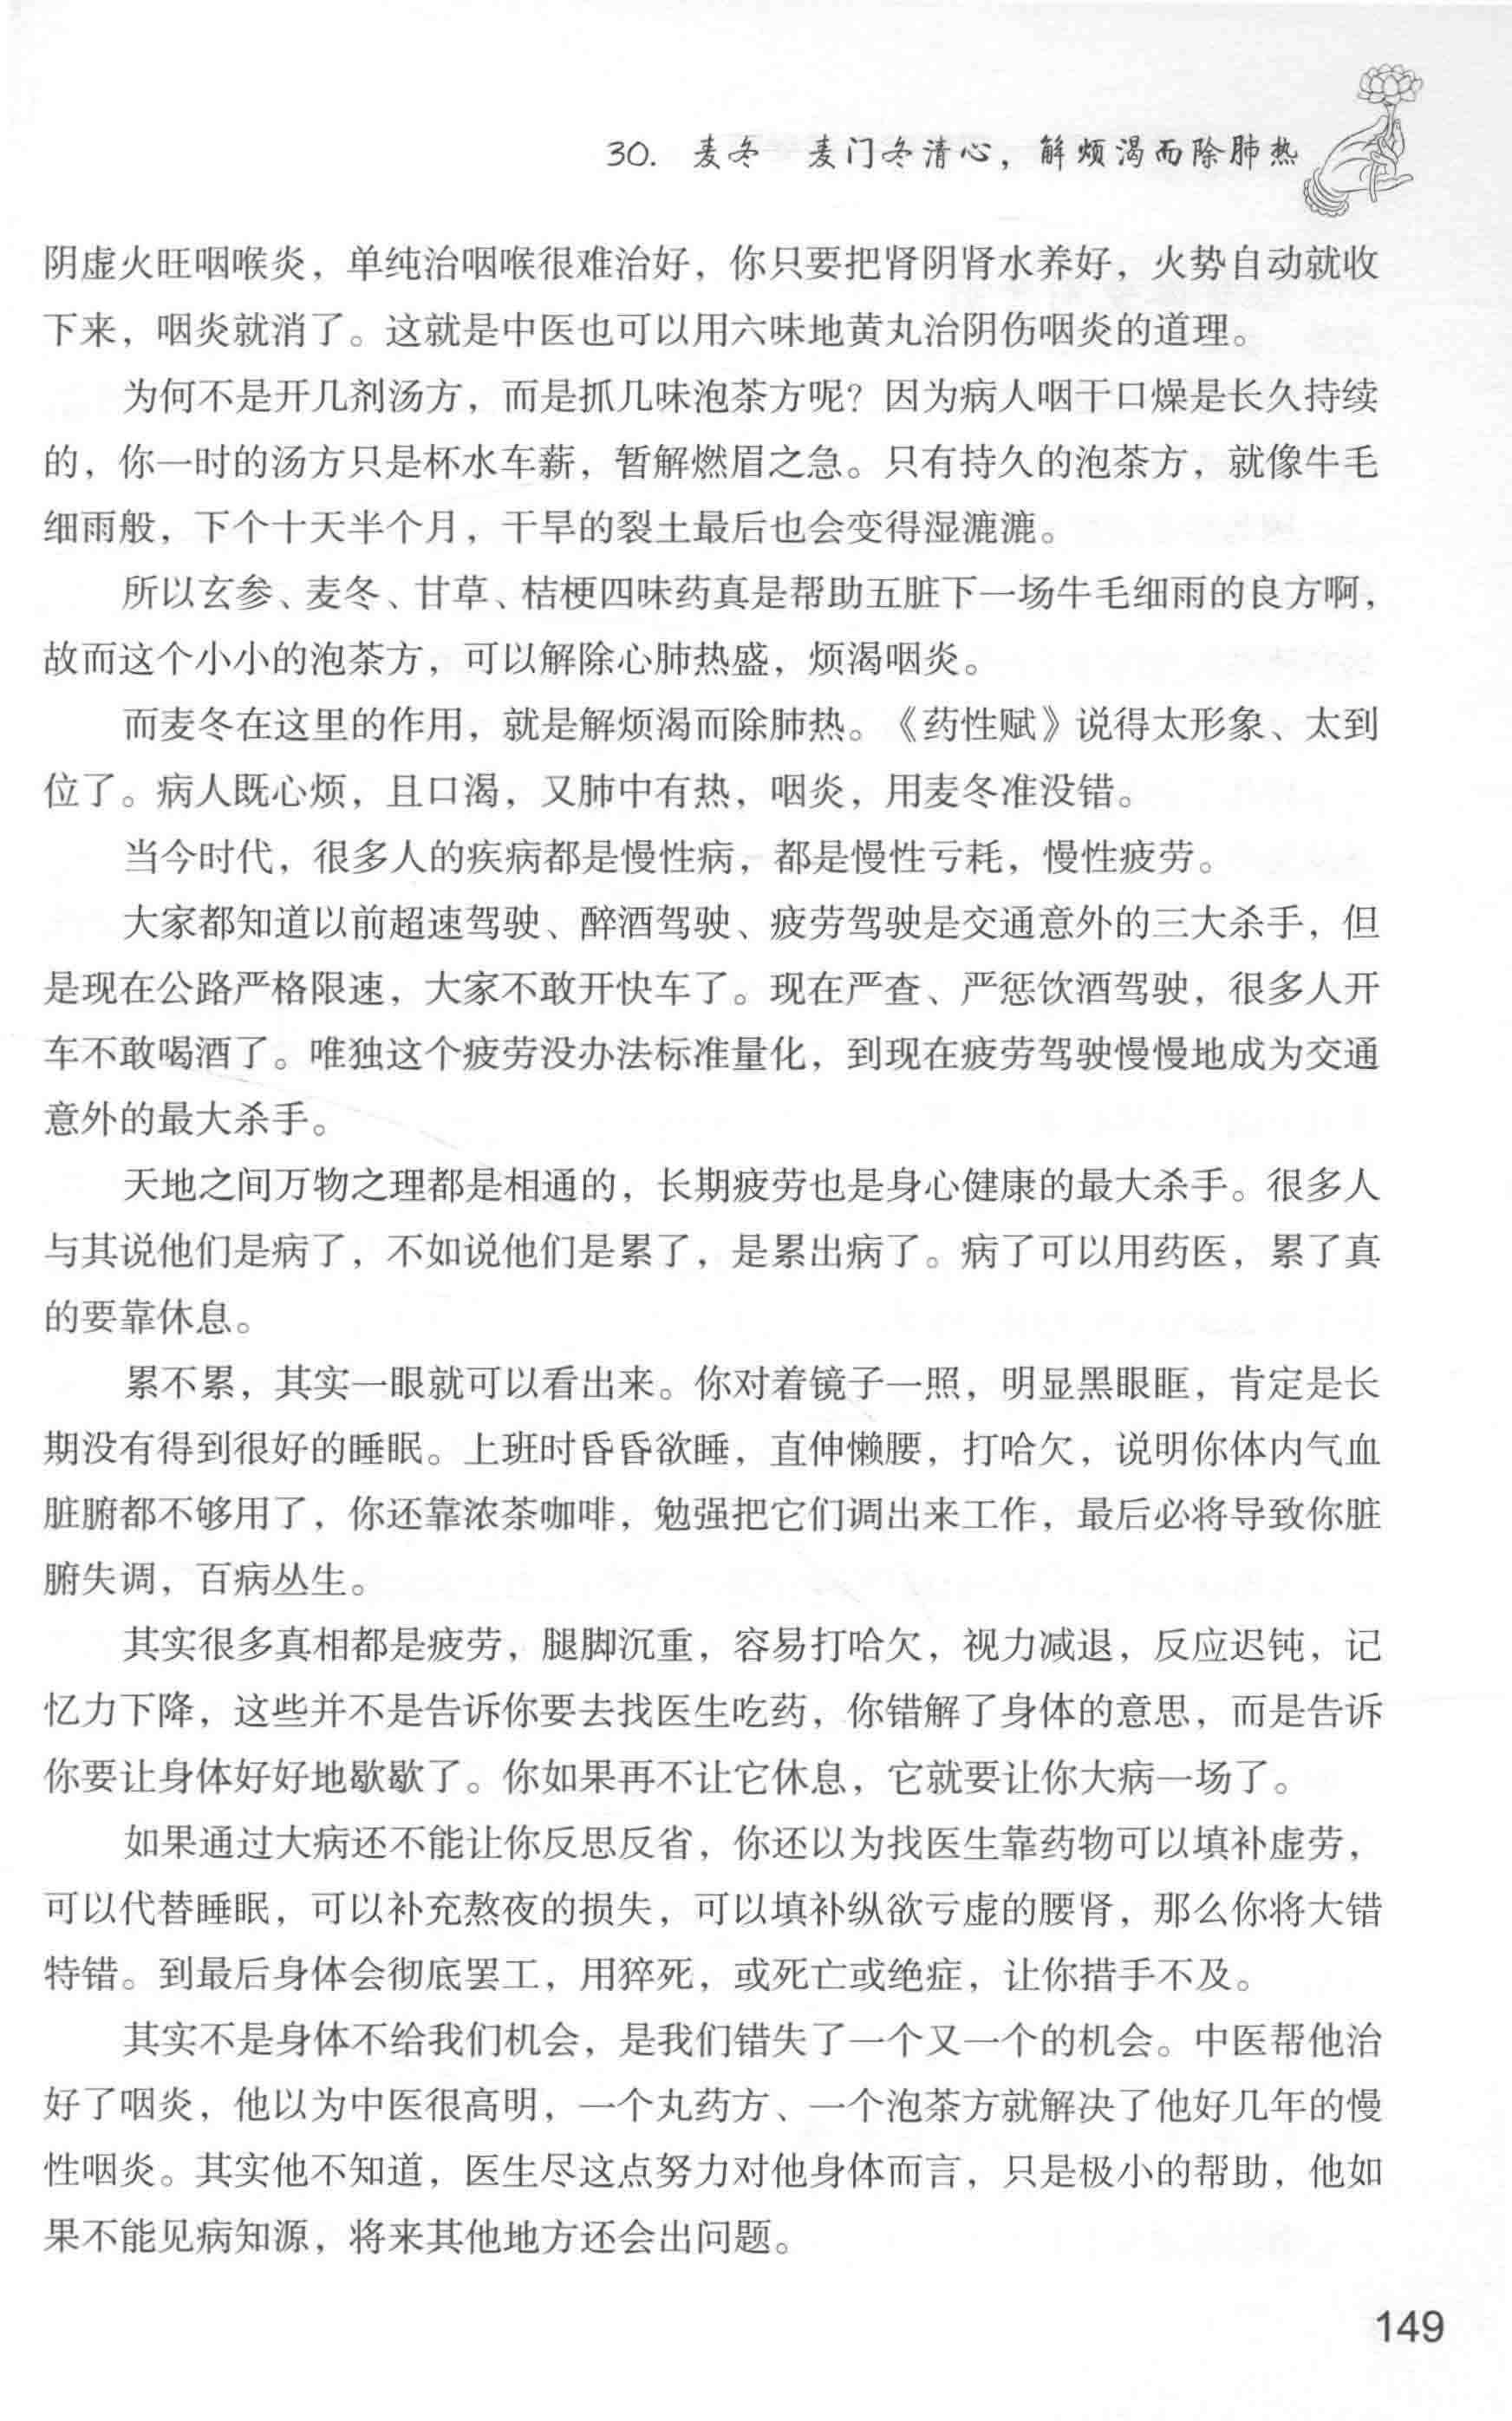 30. 麦冬 麦门冬清心，解烦渴而除肺热
阴虚火旺咽喉炎，单纯治咽喉很难治好，你只要把肾阴肾水养好，火势自动就收
下来，咽炎就消了。这就是中医也可以用六味地黄丸治阴伤咽炎的道理。
为何不是开几剂汤方，而是抓几味泡茶方呢？因为病人咽干口燥是长久持续
的，你一时的汤方只是杯水车薪，暂解燃眉之急。只有持久的泡茶方，就像牛毛
细雨般，下个十天半个月，干旱的裂土最后也会变得湿漉漉。
所以玄参、麦冬、甘草、桔梗四味药真是帮助五脏下一场牛毛细雨的良方啊，
故而这个小小的泡茶方，可以解除心肺热盛，烦渴咽炎。
而麦冬在这里的作用，就是解烦渴而除肺热。《药性赋》说得太形象、太到
位了。病人既心烦，且口渴，又肺中有热，咽炎，用麦冬准没错。
当今时代，很多人的疾病都是慢性病，都是慢性亏耗，慢性疲劳。
大家都知道以前超速驾驶、醉酒驾驶、疲劳驾驶是交通意外的三大杀手，但
是现在公路严格限速，大家不敢开快车了。现在严查、严惩饮酒驾驶，很多人开
车不敢喝酒了。唯独这个疲劳没办法标准量化，到现在疲劳驾驶慢慢地成为交通
意外的最大杀手。
天地之间万物之理都是相通的，长期疲劳也是身心健康的最大杀手。很多人
与其说他们是病了，不如说他们是累了，是累出病了。病了可以用药医，累了真
的要靠休息。
累不累，其实一眼就可以看出来。你对着镜子一照，明显黑眼眶，肯定是长
期没有得到很好的睡眠。上班时昏昏欲睡，直伸懒腰，打哈欠，说明你体内气血
脏腑都不够用了，你还靠浓茶咖啡，勉强把它们调出来工作，最后必将导致你脏
腑失调，百病丛生。
其实很多真相都是疲劳，腿脚沉重，容易打哈欠，视力减退，反应迟钝，记
忆力下降，这些并不是告诉你要去找医生吃药，你错解了身体的意思，而是告诉
你要让身体好好地歇歇了。你如果再不让它休息，它就要让你大病一场了。
如果通过大病还不能让你反思反省，你还以为找医生靠药物可以填补虚劳，
可以代替睡眠，可以补充熬夜的损失，可以填补纵欲亏虚的腰肾，那么你将大错
特错。到最后身体会彻底罢工，用猝死，或死亡或绝症，让你措手不及。
其实不是身体不给我们机会，是我们错失了一个又一个的机会。中医帮他治
好了咽炎，他以为中医很高明，一个丸药方、一个泡茶方就解决了他好几年的慢
性咽炎。其实他不知道，医生尽这点努力对他身体而言，只是极小的帮助，他如
果不能见病知源，将来其他地方还会出问题。
149